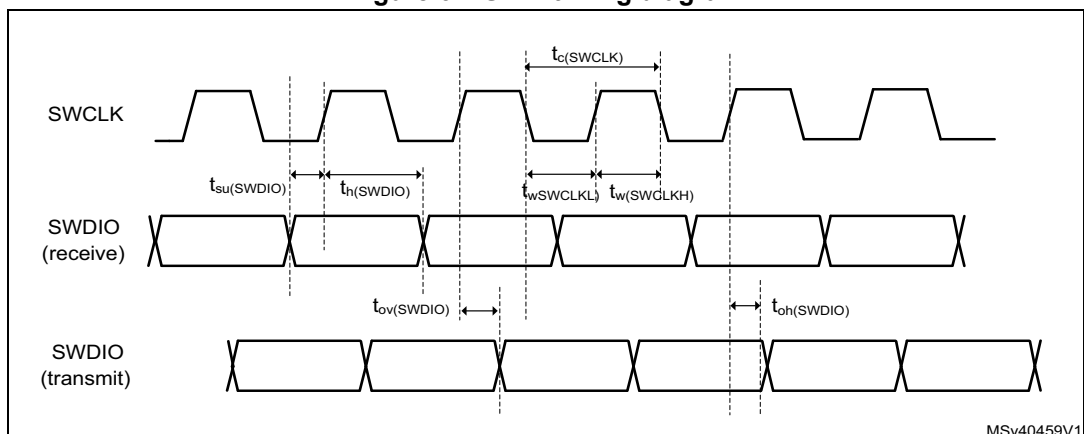 tc(SWCLK)
SWCLK
tsu(SWDIO)
th(SWDIO)
twSWCLKL)
tw(SWCLKH)
SWDIO
(receive)
tov(SWDIO)
toh(SWDIO)
SWDIO
(transmit)
MSv40459V1